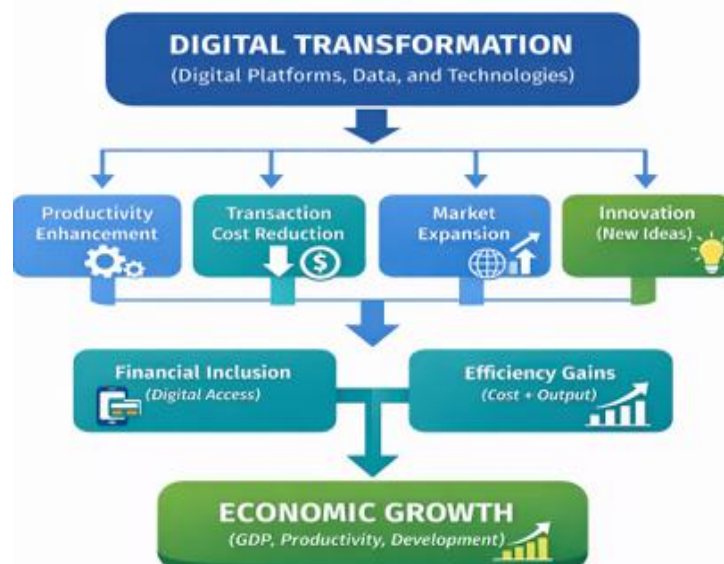 DIGITAL TRANSFORMATION
(Digital Platforms, Data, and Technologies)
Productivity
Enhancement
Transaction
Cost Reduction
$
Market
Expansion
Innovation
(New Ideas)
Financial Inclusion
(Digital Access)
Efficiency Gains
(Cost + Output)
ECONOMIC GROWTH
(GDP, Productivity, Development)